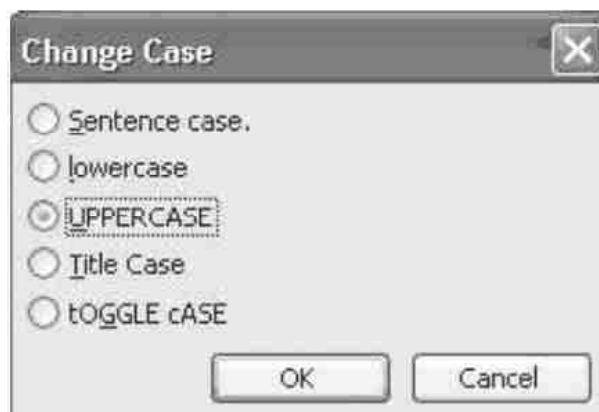 Change Case
Sentence case.
lowercase
UPPERCASE
Title Case
tOGGLE cASE
OK Cancel